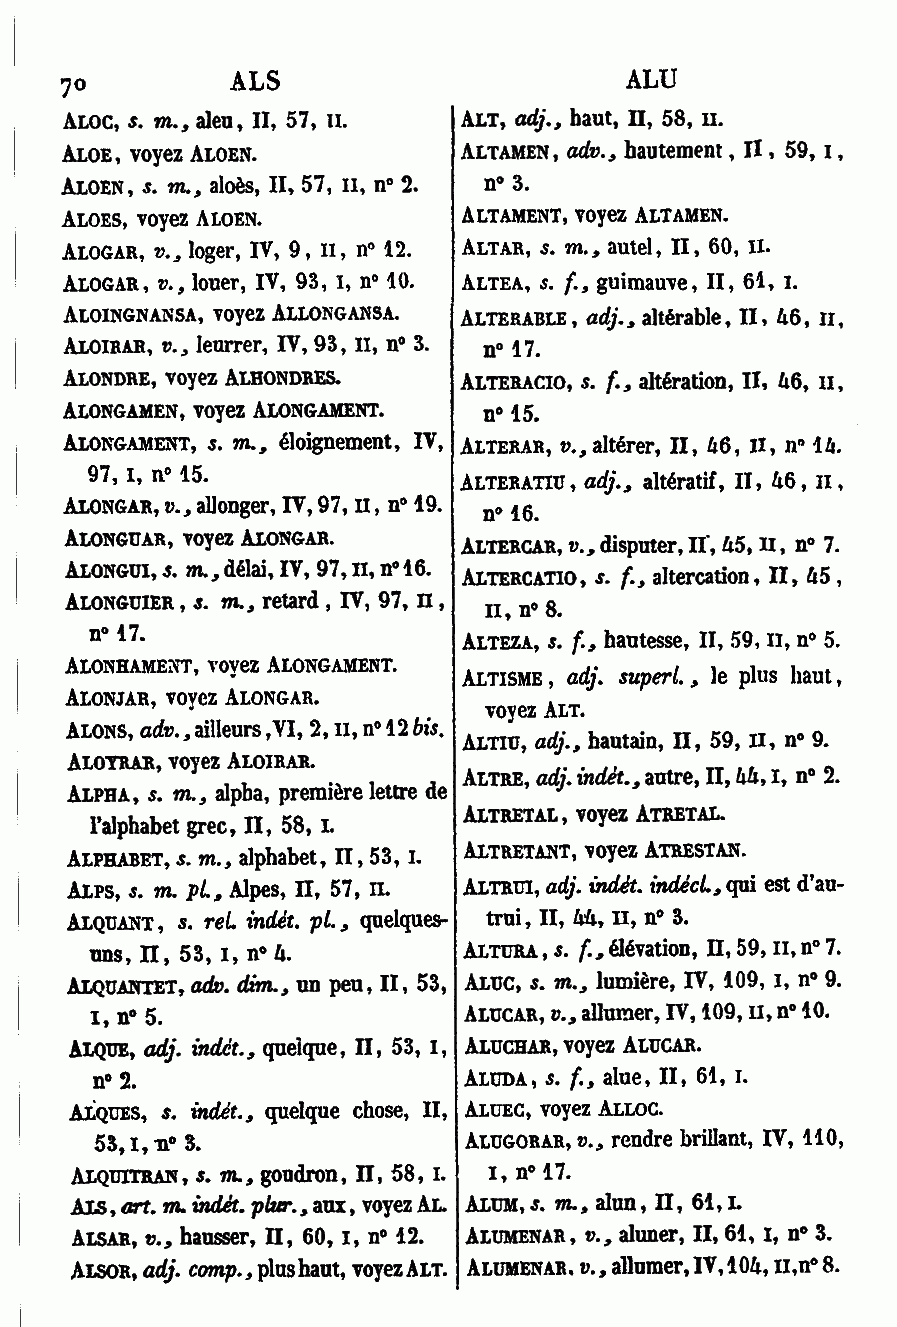 70 ALS ALU
ALOC, s. m., aleu, II, 57, II.
ALOE, voyez ALOEN.
ALOEN, s. m., aloès, II, 57, II, n° 2.
ALOES, voyez ALOEN.
ALOGAR, v., loger, IV, 9, II, n° 12.
ALOGAR, v., louer, IV, 93, I, n° 10.
ALOINGNANSA, voyez ALLONGANSA.
ALOIRAR, v., leurrer, IV, 93, II, n° 3.
ALONDRE, voyez ALHONDRES.
ALONGAMEN, voyez ALONGAMENT.
ALONGAMENT, s. m., éloignement, IV,
97, I, n° 15.
ALONGAR, v., allonger, IV, 97, II, n° 19.
ALONGUAR, voyez ALONGAR.
ALONGUI, s. m., délai, IV, 97, II, n° 16.
ALONGUIER, s. m., retard, IV, 97, II,
n° 17.
ALONHAMENT, voyez ALONGAMENT.
ALONJAR, voyez ALONGAR.
ALONS, adv., ailleurs, VI, 2, II, n° 12 bis.
ALOYRAR, voyez ALOIRAR.
ALPHA, s. m., alpha, première lettre de
l'alphabet grec, II, 58, I.
ALPHABET, s. m., alphabet, II, 53, I.
ALPS, s. m. pl., Alpes, II, 57, II.
ALQUANT, s. rel. indét. pl., quelques-
uns, II, 53, I, n° 4.
ALQUANTET, adv. dim., un peu, II, 53,
I, n° 5.
ALQUE, adj. indét., quelque, II, 53, I,
n° 2.
ALQUES, s. indét., quelque chose, II,
53, I, n° 3.
ALQUITRAN, s. m., goudron, II, 58, I.
ALS, art. m. indét. plur., aux, voyez AL.
ALSAR, v., hausser, II, 60, I, n° 12.
ALSOR, adj. comp., plus haut, voyez ALT.
ALT, adj., haut, II, 58, II.
ALTAMEN, adv., hautement, II, 59, I,
n° 3.
ALTAMENT, voyez ALTAMEN.
ALTAR, s. m., autel, II, 60, II.
ALTEA, s. f., guimauve, II, 61, I.
ALTERABLE, adj., altérable, II, 46, II,
n° 17.
ALTERACIO, s. f., altération, II, 46, II,
n° 15.
ALTERAR, v., altérer, II, 46, II, n° 14.
ALTERATIU, adj., altératif, II, 46, II,
n° 16.
ALTERCAR, v., disputer, II, 45, II, n° 7.
ALTERCATIO, s. f., altercation, II, 45,
II, n° 8.
ALTEZA, s. f., hautesse, II, 59, II, n° 5.
ALTISME, adj. superl., le plus haut,
voyez ALT.
ALTIU, adj., hautain, II, 59, II, n° 9.
ALTRE, adj. indét., autre, II, 44, I, n° 2.
ALTRETAL, voyez ATRETAL.
ALTRETANT, voyez ATRESTAN.
ALTRUI, adj. indét. indécl., qui est d'au-
trui, II, 44, II, n° 3.
ALTURA, s. f., élévation, II, 59, II, n° 7.
ALUC, s. m., lumière, IV, 109, I, n° 9.
ALUCAR, v., allumer, IV, 109, II, n° 10.
ALUCHAR, voyez ALUCAR.
ALUDA, s. f., alue, II, 61, I.
ALUEC, voyez ALLOC.
ALUGORAR, v., rendre brillant, IV, 110,
I, n° 17.
ALUM, s. m., alun, II, 61, I.
ALUMENAR, v., aluner, II, 61, I, n° 3.
ALUMENAR, v., allumer, IV, 104, II, n° 8.